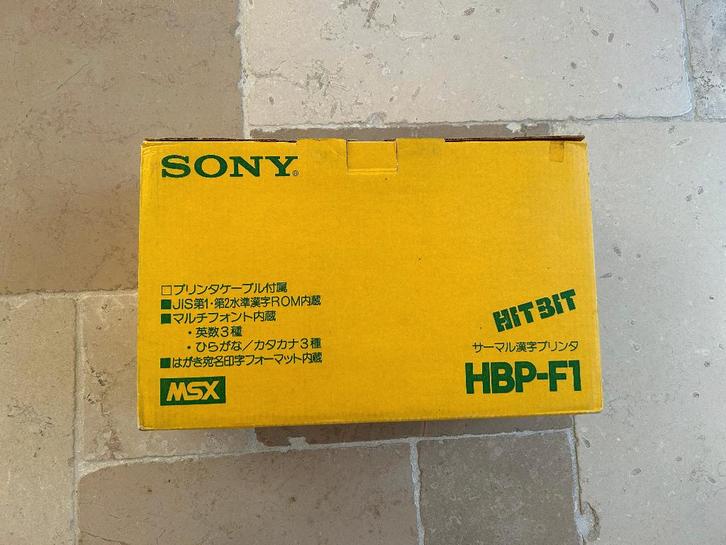 SONY®
□プリンタケーブル付属
■JIS第1・第2水準漢字ROM内蔵
■マルチフォント内蔵
・英数3種
・ひらがな/カタカナ3種
■はがき宛名印字フォーマット内蔵
MSX
HITBIT
サーマル漢字プリンタ
HBP-F1